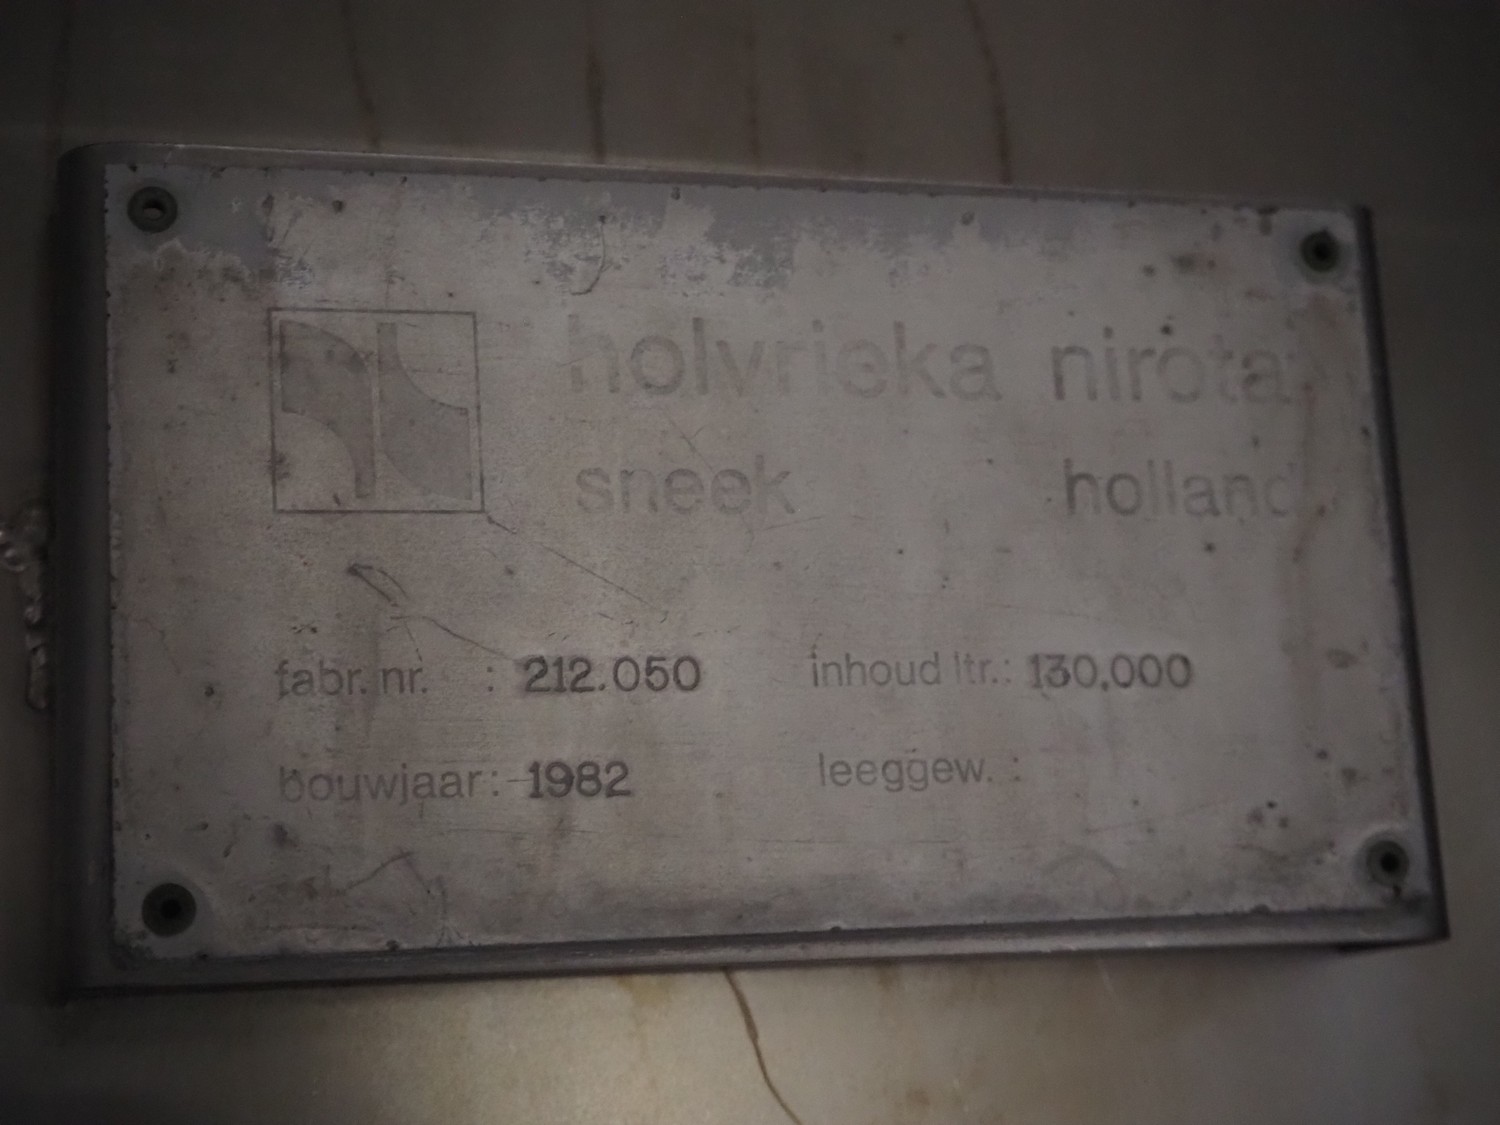 holvrieka nirota
sneek holland
fabr. nr. : 212.050 inhoud ltr.: 130.000
bouwjaar: 1982 leeggew. :